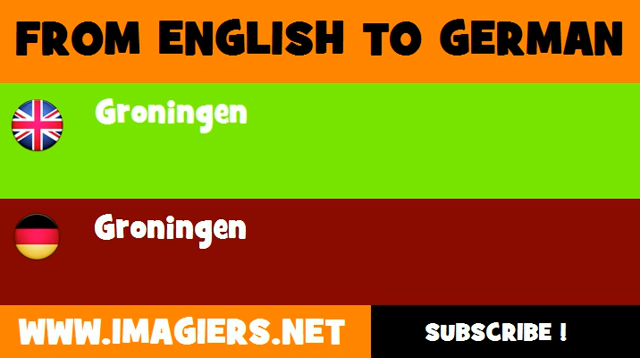 FROM ENGLISH TO GERMAN
Groningen
Groningen
WWW.IMAGIERS.NET
SUBSCRIBE !